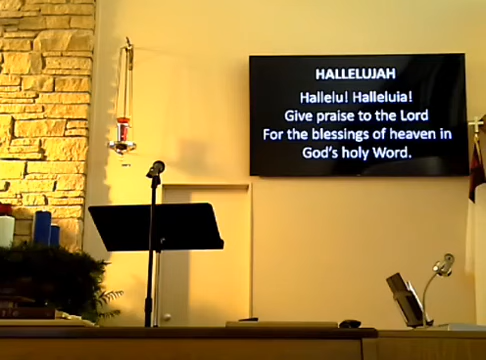 HALLELUJAH
Hallelu! Halleluia!
Give praise to the Lord
For the blessings of heaven in
God's holy Word.